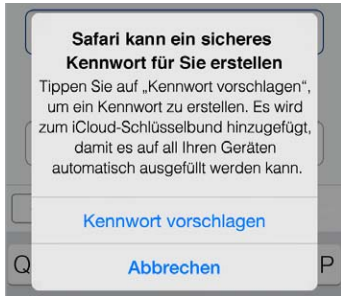 Safari kann ein sicheres
Kennwort für Sie erstellen
Tippen Sie auf „Kennwort vorschlagen“,
um ein Kennwort zu erstellen. Es wird
zum iCloud-Schlüsselbund hinzugefügt,
damit es auf all Ihren Geräten
automatisch ausgefüllt werden kann.
Kennwort vorschlagen
Q Abbrechen P